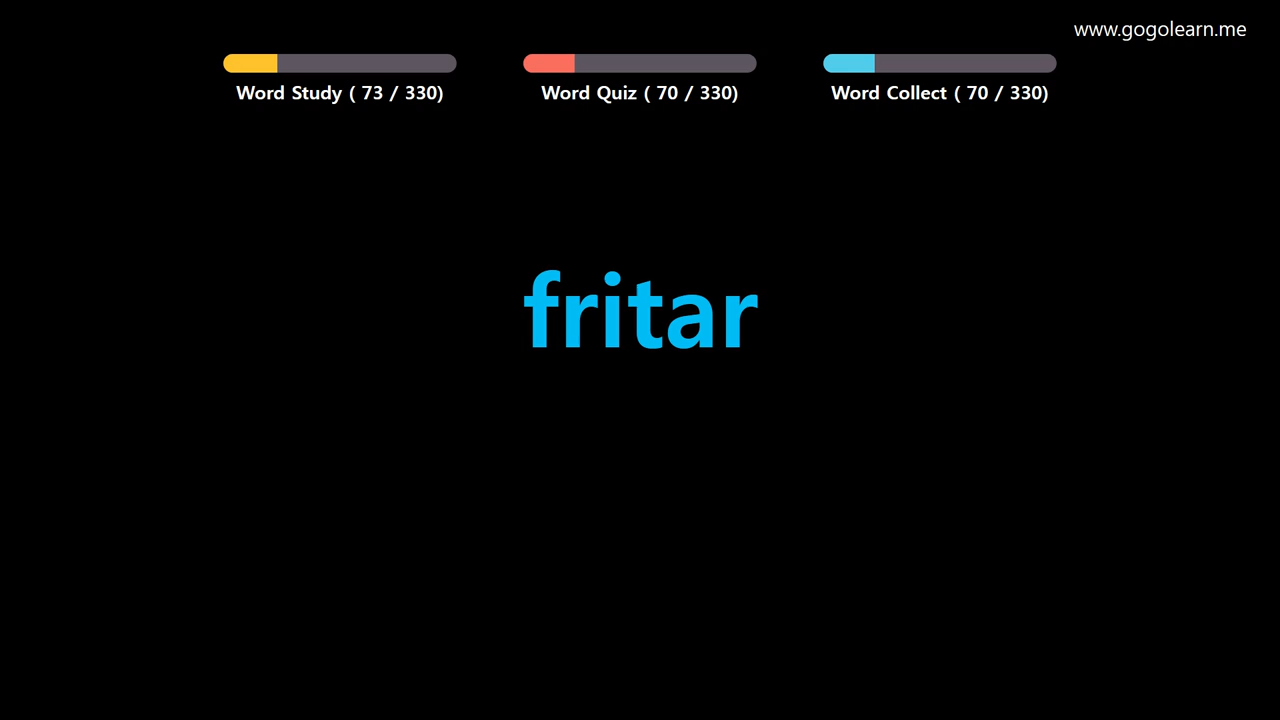 www.gogolearn.me
Word Study ( 73 / 330)
Word Quiz ( 70 / 330)
Word Collect ( 70 / 330)
fritar